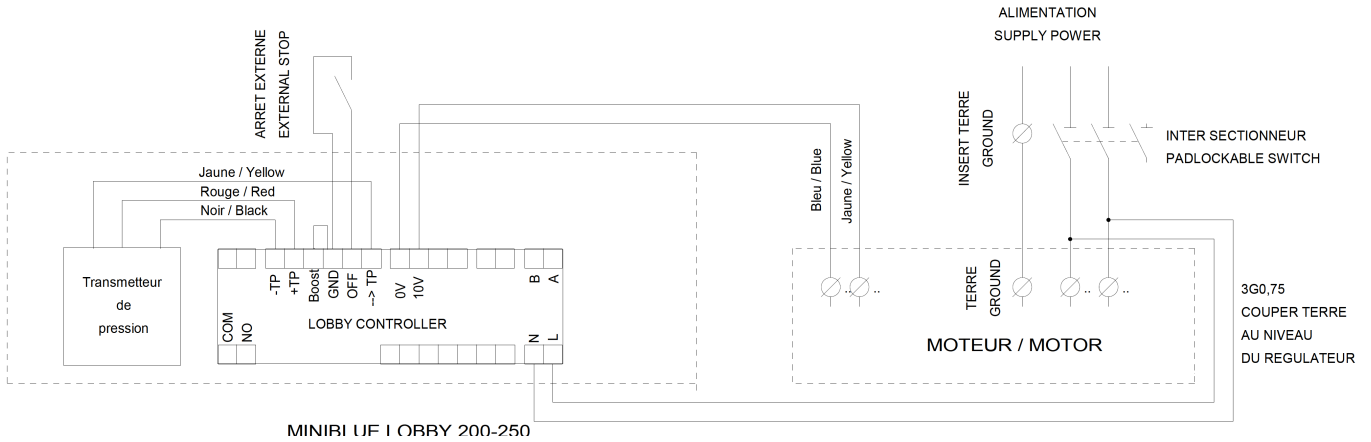 ALIMENTATION
SUPPLY POWER
ARRET EXTERNE
EXTERNAL STOP
INSERT TERRE
GROUND
INTER SECTIONNEUR
PADLOCKABLE SWITCH
Jaune / Yellow
Rouge / Red
Noir / Black
Bleu / Blue
Jaune / Yellow
Transmetteur
de
pression
-TP
+TP
Boost
GND
OFF
--> TP
0V
10V
B
A
LOBBY CONTROLLER
COM
NO
N
L
TERRE
GROUND
..
..
..
..
MOTEUR / MOTOR
3G0,75
COUPER TERRE
AU NIVEAU
DU REGULATEUR
MINIBLUE LOBBY 200-250